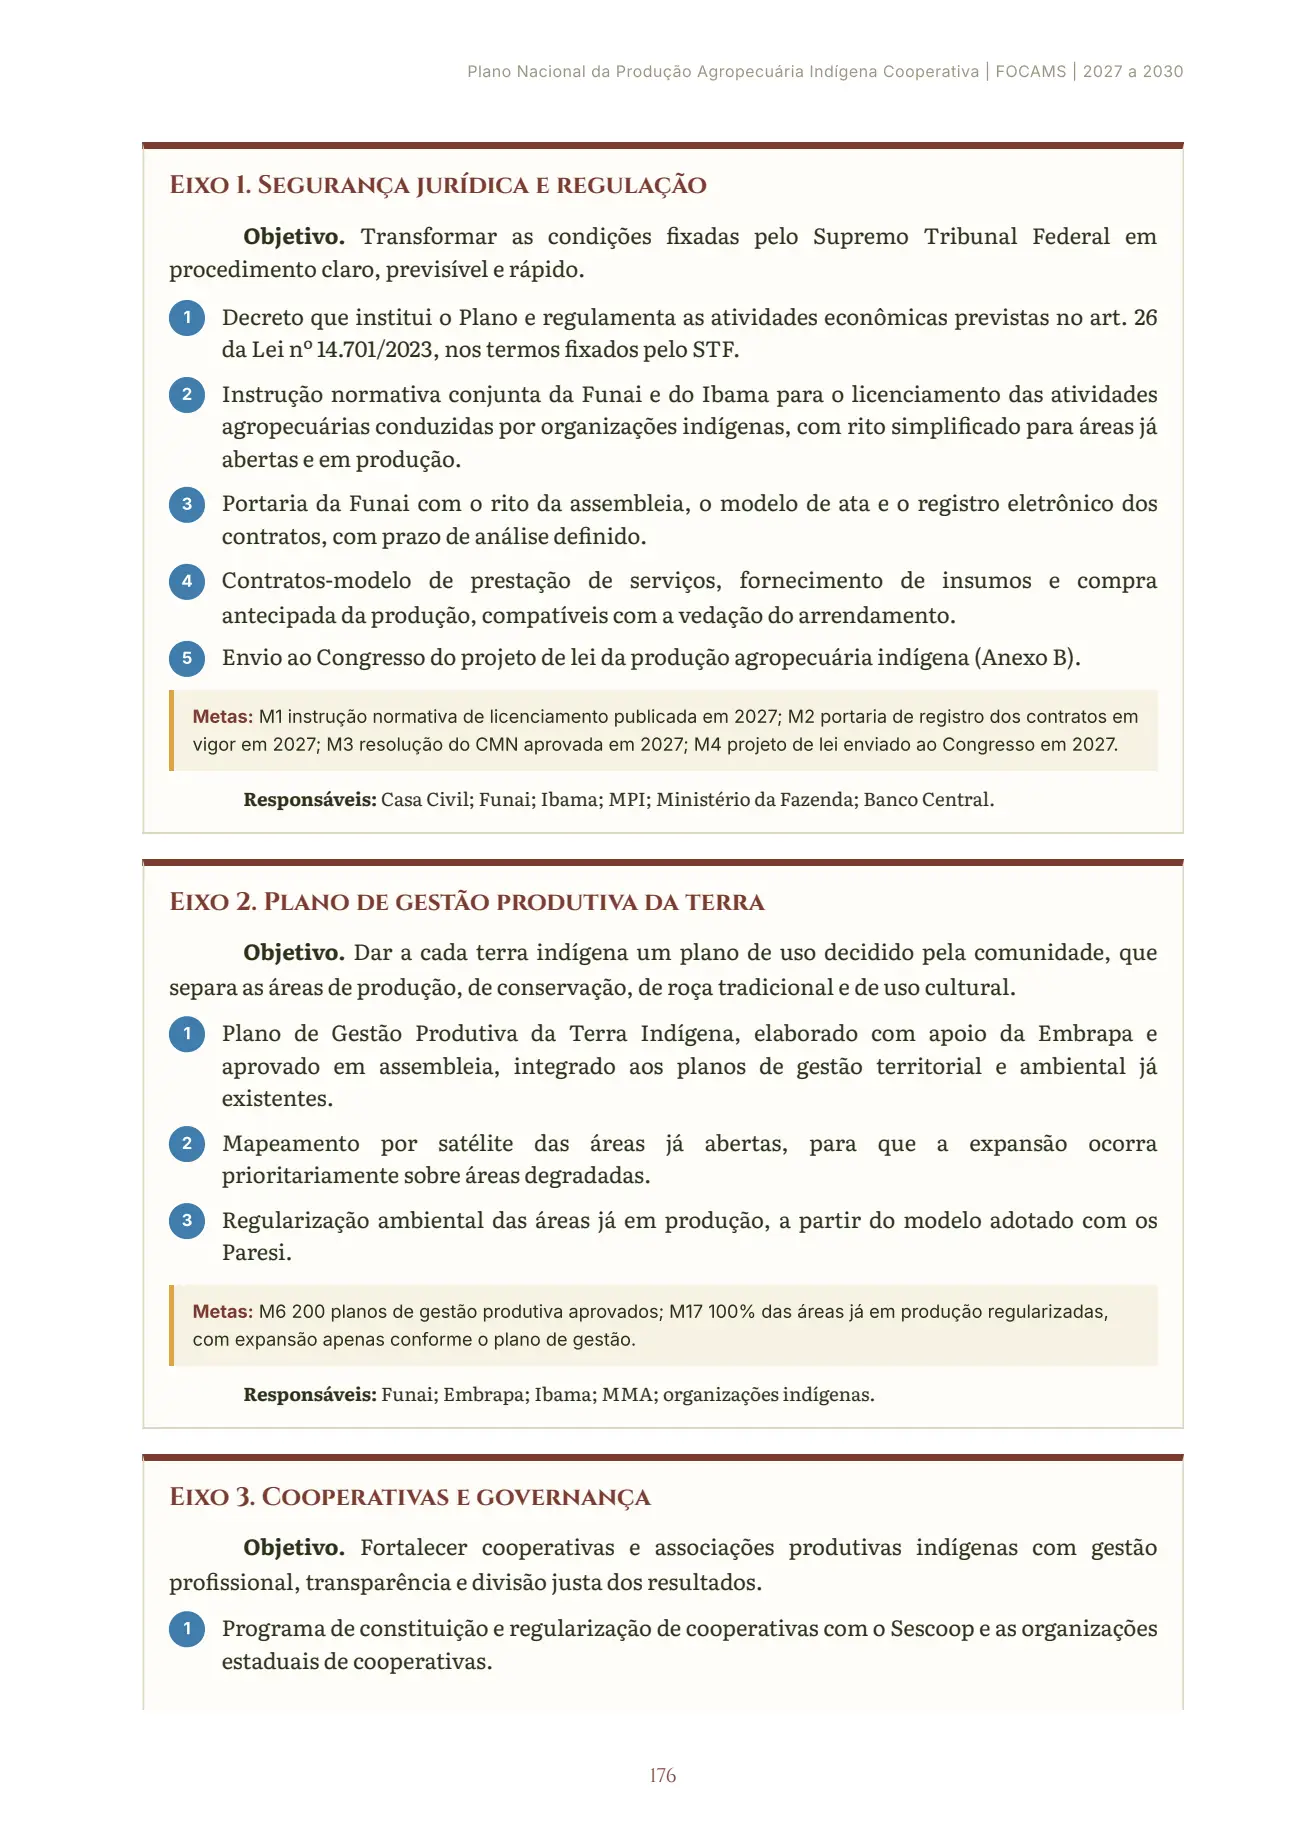 Plano Nacional da Produção Agropecuária Indígena Cooperativa | FOCAMS | 2027 a 2030
Eixo 1. Segurança jurídica e regulação
Objetivo. Transformar as condições fixadas pelo Supremo Tribunal Federal em
procedimento claro, previsível e rápido.
1 Decreto que institui o Plano e regulamenta as atividades econômicas previstas no art. 26
da Lei nº 14.701/2023, nos termos fixados pelo STF.
2 Instrução normativa conjunta da Funai e do Ibama para o licenciamento das atividades
agropecuárias conduzidas por organizações indígenas, com rito simplificado para áreas já
abertas e em produção.
3 Portaria da Funai com o rito da assembleia, o modelo de ata e o registro eletrônico dos
contratos, com prazo de análise definido.
4 Contratos-modelo de prestação de serviços, fornecimento de insumos e compra
antecipada da produção, compatíveis com a vedação do arrendamento.
5 Envio ao Congresso do projeto de lei da produção agropecuária indígena (Anexo B).
Metas: M1 instrução normativa de licenciamento publicada em 2027; M2 portaria de registro dos contratos em
vigor em 2027; M3 resolução do CMN aprovada em 2027; M4 projeto de lei enviado ao Congresso em 2027.
Responsáveis: Casa Civil; Funai; Ibama; MPI; Ministério da Fazenda; Banco Central.
Eixo 2. Plano de gestão produtiva da terra
Objetivo. Dar a cada terra indígena um plano de uso decidido pela comunidade, que
separa as áreas de produção, de conservação, de roça tradicional e de uso cultural.
1 Plano de Gestão Produtiva da Terra Indígena, elaborado com apoio da Embrapa e
aprovado em assembleia, integrado aos planos de gestão territorial e ambiental já
existentes.
2 Mapeamento por satélite das áreas já abertas, para que a expansão ocorra
prioritariamente sobre áreas degradadas.
3 Regularização ambiental das áreas já em produção, a partir do modelo adotado com os
Paresi.
Metas: M6 200 planos de gestão produtiva aprovados; M17 100% das áreas já em produção regularizadas,
com expansão apenas conforme o plano de gestão.
Responsáveis: Funai; Embrapa; Ibama; MMA; organizações indígenas.
Eixo 3. Cooperativas e governança
Objetivo. Fortalecer cooperativas e associações produtivas indígenas com gestão
profissional, transparência e divisão justa dos resultados.
1 Programa de constituição e regularização de cooperativas com o Sescoop e as organizações
estaduais de cooperativas.
176